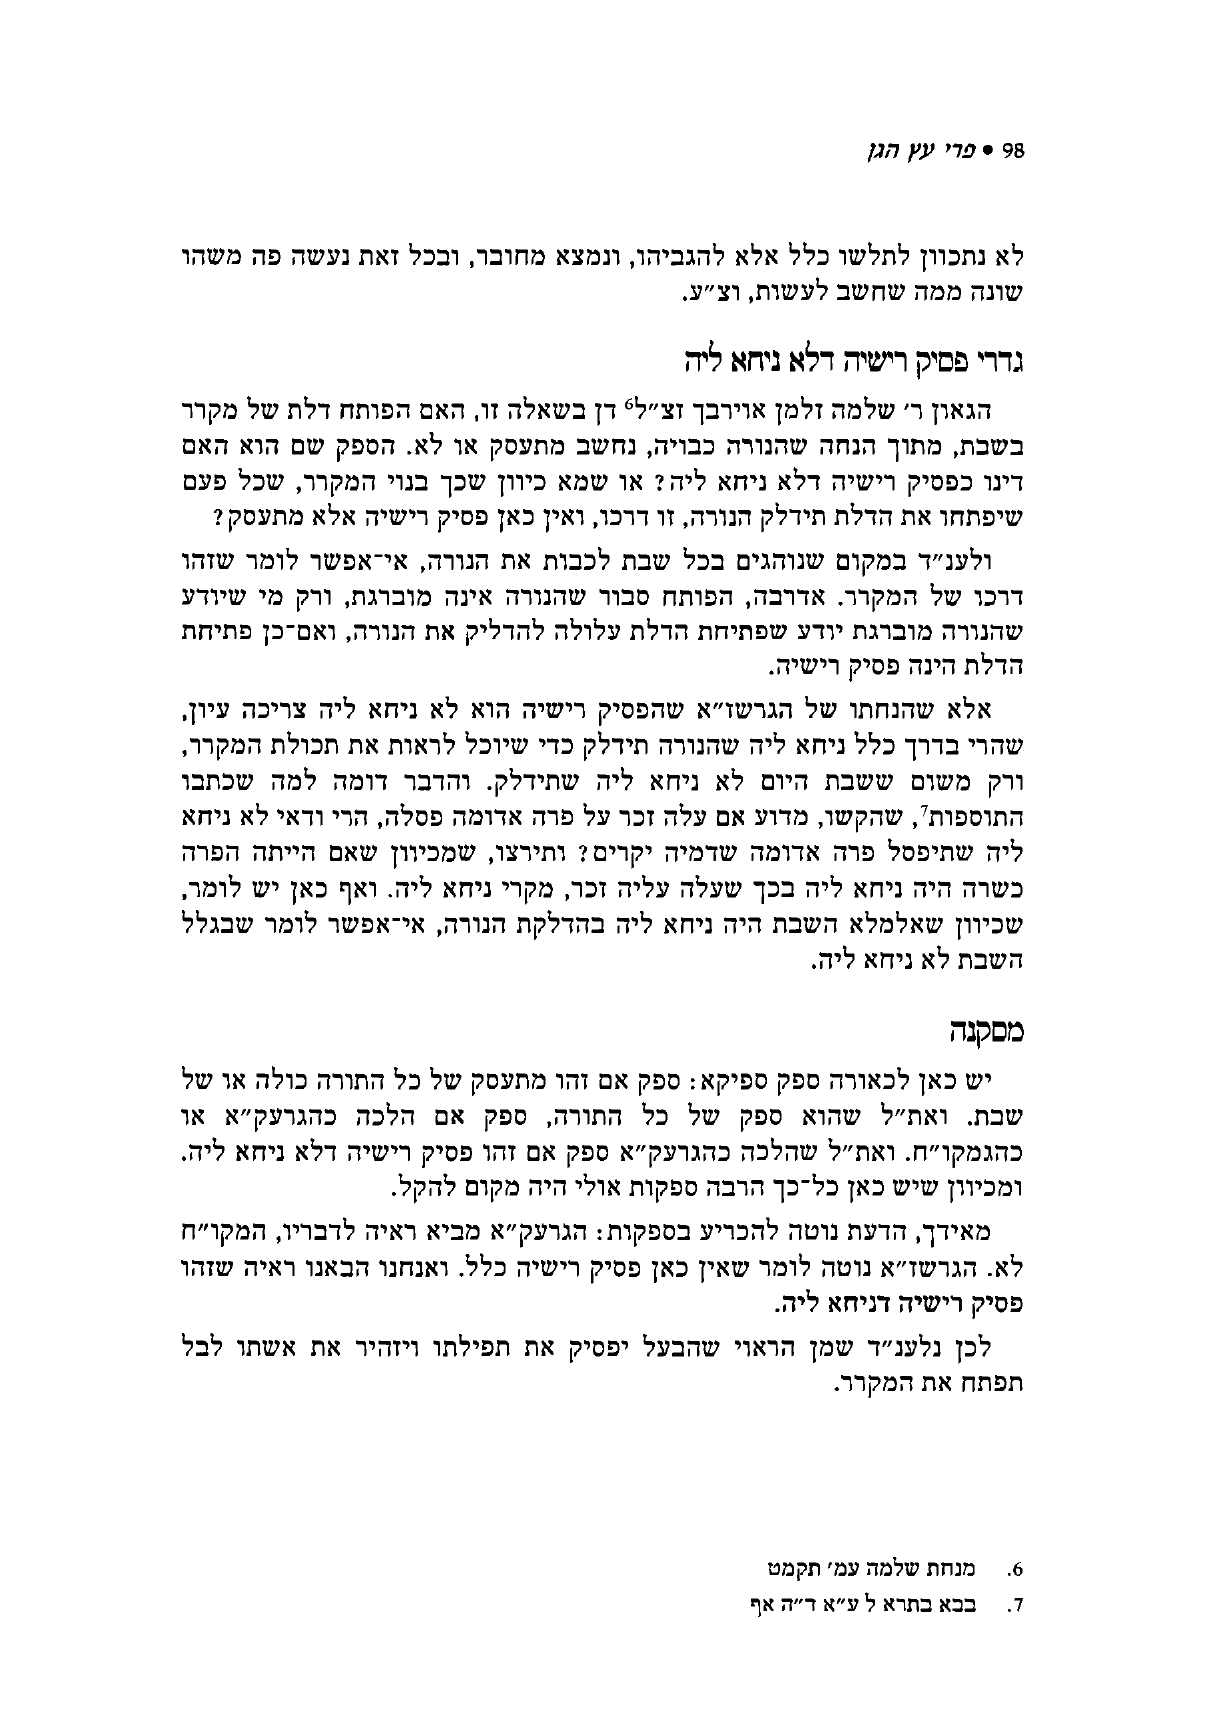 98 • פרי עץ הגן
לא נתכוון לתלשו כלל אלא להגביהו, ונמצא מחובר, ובכל זאת נעשה פה משהו
שונה ממה שחשב לעשות, וצ״ע.
גדרי פסיק רישיה דלא ניחא ליה
הגאון ר׳ שלמה זלמן אוירבך זצ״ל⁶ דן בשאלה זו, האם הפותח דלת של מקרר
בשבת, מתוך הנחה שהנורה כבויה, נחשב מתעסק או לא. הספק שם הוא האם
דינו כפסיק רישיה דלא ניחא ליה? או שמא כיוון שכך בנוי המקרר, שכל פעם
שיפתחו את הדלת תידלק הנורה, זו דרכו, ואין כאן פסיק רישיה אלא מתעסק?
ולענ״ד במקום שנוהגים בכל שבת לכבות את הנורה, אי־אפשר לומר שזהו
דרכו של המקרר. אדרבה, הפותח סבור שהנורה אינה מוברגת, ורק מי שיודע
שהנורה מוברגת יודע שפתיחת הדלת עלולה להדליק את הנורה, ואם־כן פתיחת
הדלת הינה פסיק רישיה.
אלא שהנחתו של הגרשז״א שהפסיק רישיה הוא לא ניחא ליה צריכה עיון,
שהרי בדרך כלל ניחא ליה שהנורה תידלק כדי שיוכל לראות את תכולת המקרר,
ורק משום ששבת היום לא ניחא ליה שתידלק. והדבר דומה למה שכתבו
התוספות⁷, שהקשו, מדוע אם עלה זכר על פרה אדומה פסלה, הרי ודאי לא ניחא
ליה שתיפסל פרה אדומה שדמיה יקרים? ותירצו, שמכיוון שאם הייתה הפרה
כשרה היה ניחא ליה בכך שעלה עליה זכר, מקרי ניחא ליה. ואף כאן יש לומר,
שכיוון שאלמלא השבת היה ניחא ליה בהדלקת הנורה, אי־אפשר לומר שבגלל
השבת לא ניחא ליה.
מסקנה
יש כאן לכאורה ספק ספיקא: ספק אם זהו מתעסק של כל התורה כולה או של
שבת. ואת״ל שהוא ספק של כל התורה, ספק אם הלכה כהגרעק״א או
כהגמקו״ח. ואת״ל שהלכה כהגרעק״א ספק אם זהו פסיק רישיה דלא ניחא ליה.
ומכיוון שיש כאן כל־כך הרבה ספקות אולי היה מקום להקל.
מאידך, הדעת נוטה להכריע בספקות: הגרעק״א מביא ראיה לדבריו, המקו״ח
לא. הגרשז״א נוטה לומר שאין כאן פסיק רישיה כלל. ואנחנו הבאנו ראיה שזהו
פסיק רישיה דניחא ליה.
לכן נלענ״ד שמן הראוי שהבעל יפסיק את תפילתו ויזהיר את אשתו לבל
תפתח את המקרר.
6. מנחת שלמה עמ׳ תקמט
7. בבא בתרא ל ע״א ד״ה אף